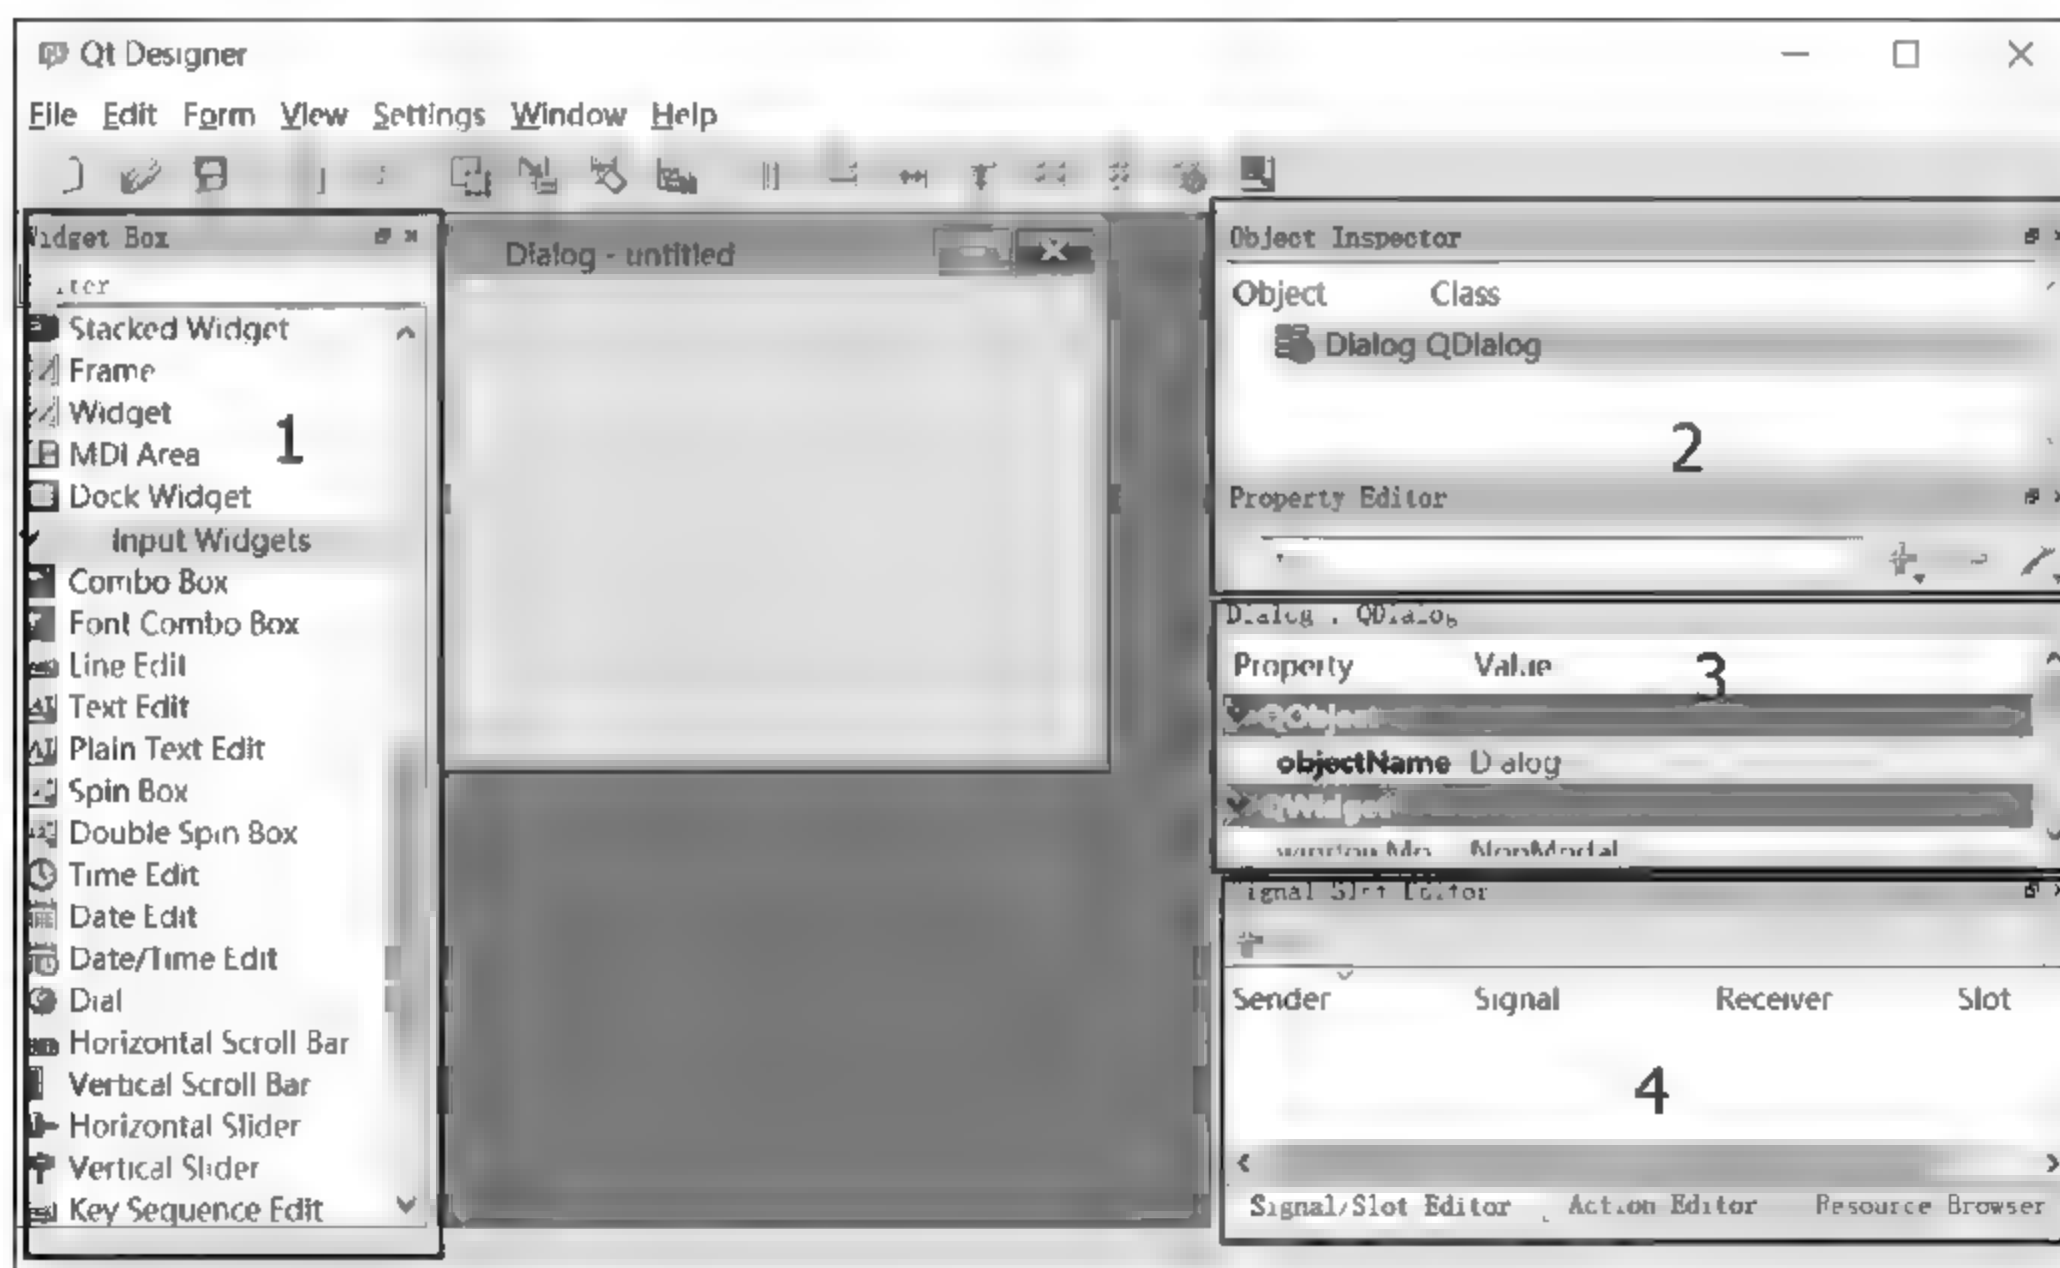 Qt Designer
File Edit Form View Settings Window Help
Widget Box
Stacked Widget
Frame
Widget
1
MDI Area
Dock Widget
Input Widgets
Combo Box
Font Combo Box
Line Edit
Text Edit
Plain Text Edit
Spin Box
Double Spin Box
Time Edit
Date Edit
Date/Time Edit
Dial
Horizontal Scroll Bar
Vertical Scroll Bar
Horizontal Slider
Vertical Slider
Key Sequence Edit
Dialog - untitled
Object Inspector
Object Class
Dialog QDialog
2
Property Editor
Dialog : QDialog
Property Value
3
QObject
objectName Dialog
QWidget
Signal Slot Editor
Sender Signal Receiver Slot
4
Signal/Slot Editor Action Editor Resource Browser